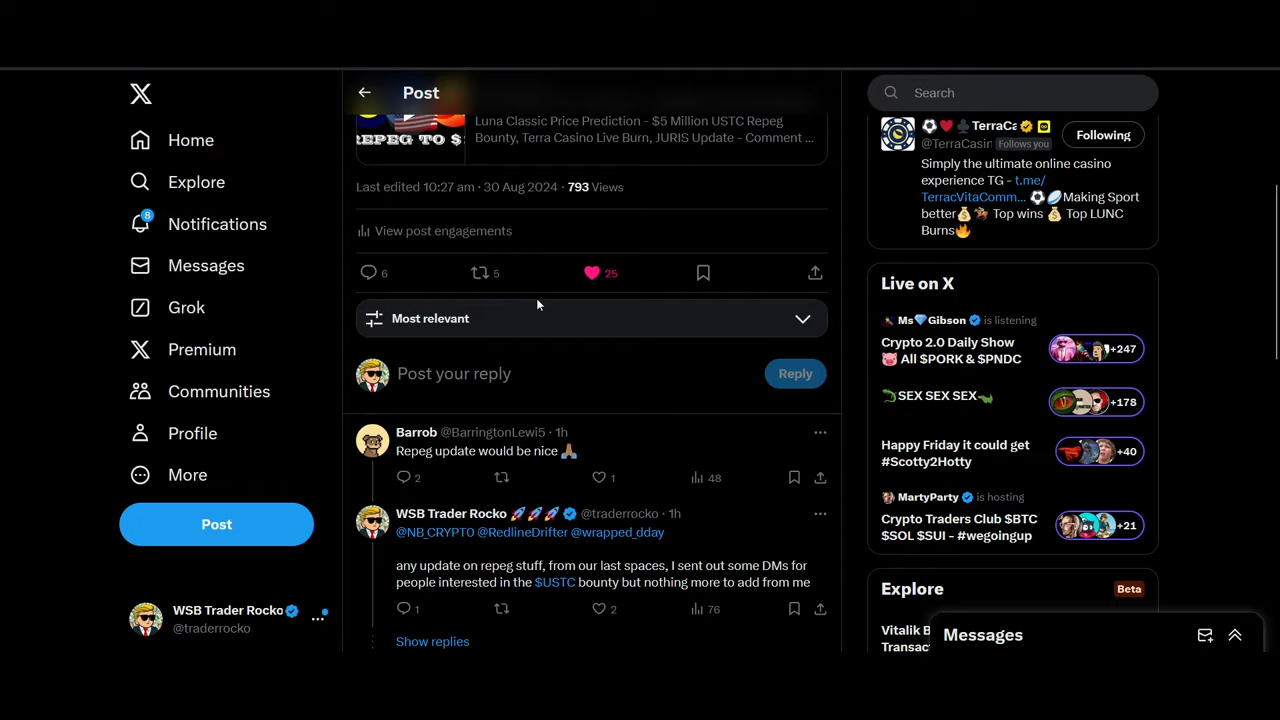 Home
Explore
8
Notifications
Messages
Grok
Premium
Communities
Profile
More
Post
WSB Trader Rocko
@traderrocko
Post
REPEG TO $
Luna Classic Price Prediction - $5 Million USTC Repeg
Bounty, Terra Casino Live Burn, JURIS Update - Comment ...
Last edited 10:27 am · 30 Aug 2024 · 793 Views
View post engagements
6 5 25
Most relevant
Post your reply
Reply
Barrob @BarringtonLewi5 · 1h
Repeg update would be nice 🙏🏽
2 1 48
WSB Trader Rocko 🚀🚀🚀 @traderrocko · 1h
@NB_CRYPT0 @RedlineDrifter @wrapped_dday
any update on repeg stuff, from our last spaces, I sent out some DMs for
people interested in the $USTC bounty but nothing more to add from me
1 2 76
Show replies
Search
⚽♥️♣️TerraCa
@TerraCasin Follows you
Following
Simply the ultimate online casino
experience TG - t.me/
TerracVitaComm... ⚽🏉Making Sport
better💰🏇 Top wins 💰 Top LUNC
Burns🔥
Live on X
Ms💎Gibson is listening
Crypto 2.0 Daily Show
🐷 All $PORK & $PNDC
+247
🦎SEX SEX SEX🐊
+178
Happy Friday it could get
#Scotty2Hotty
+40
MartyParty is hosting
Crypto Traders Club $BTC
$SOL $SUI - #wegoingup
+21
Explore
Beta
Vitalik B
Transac
Messages